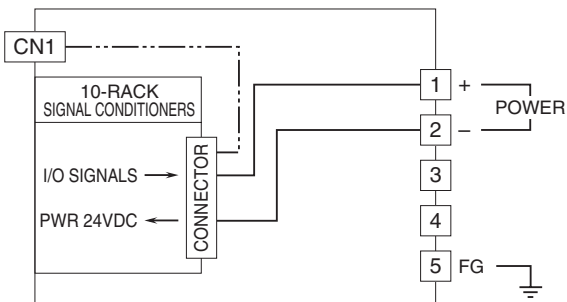 CN1
10-RACK
SIGNAL CONDITIONERS
I/O SIGNALS
PWR 24VDC
CONNECTOR
1 +
POWER
2 –
3
4
5 FG